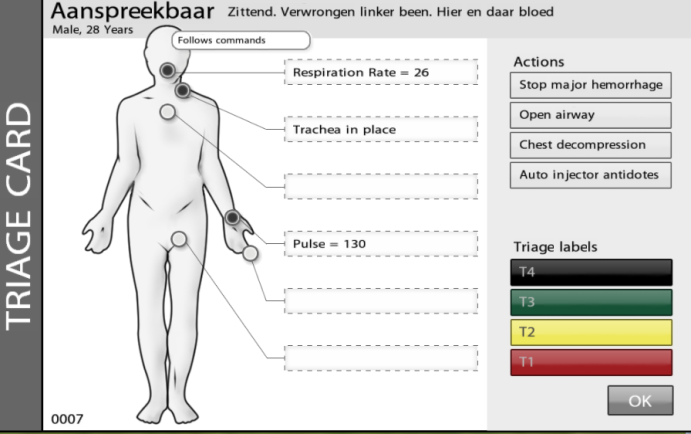 TRIAGE CARD
Aanspreekbaar
Zittend. Verwrongen linker been. Hier en daar bloed
Male, 28 Years
Follows commands
Respiration Rate = 26
Trachea in place
Pulse = 130
0007
Actions
Stop major hemorrhage
Open airway
Chest decompression
Auto injector antidotes
Triage labels
T4
T3
T2
T1
OK